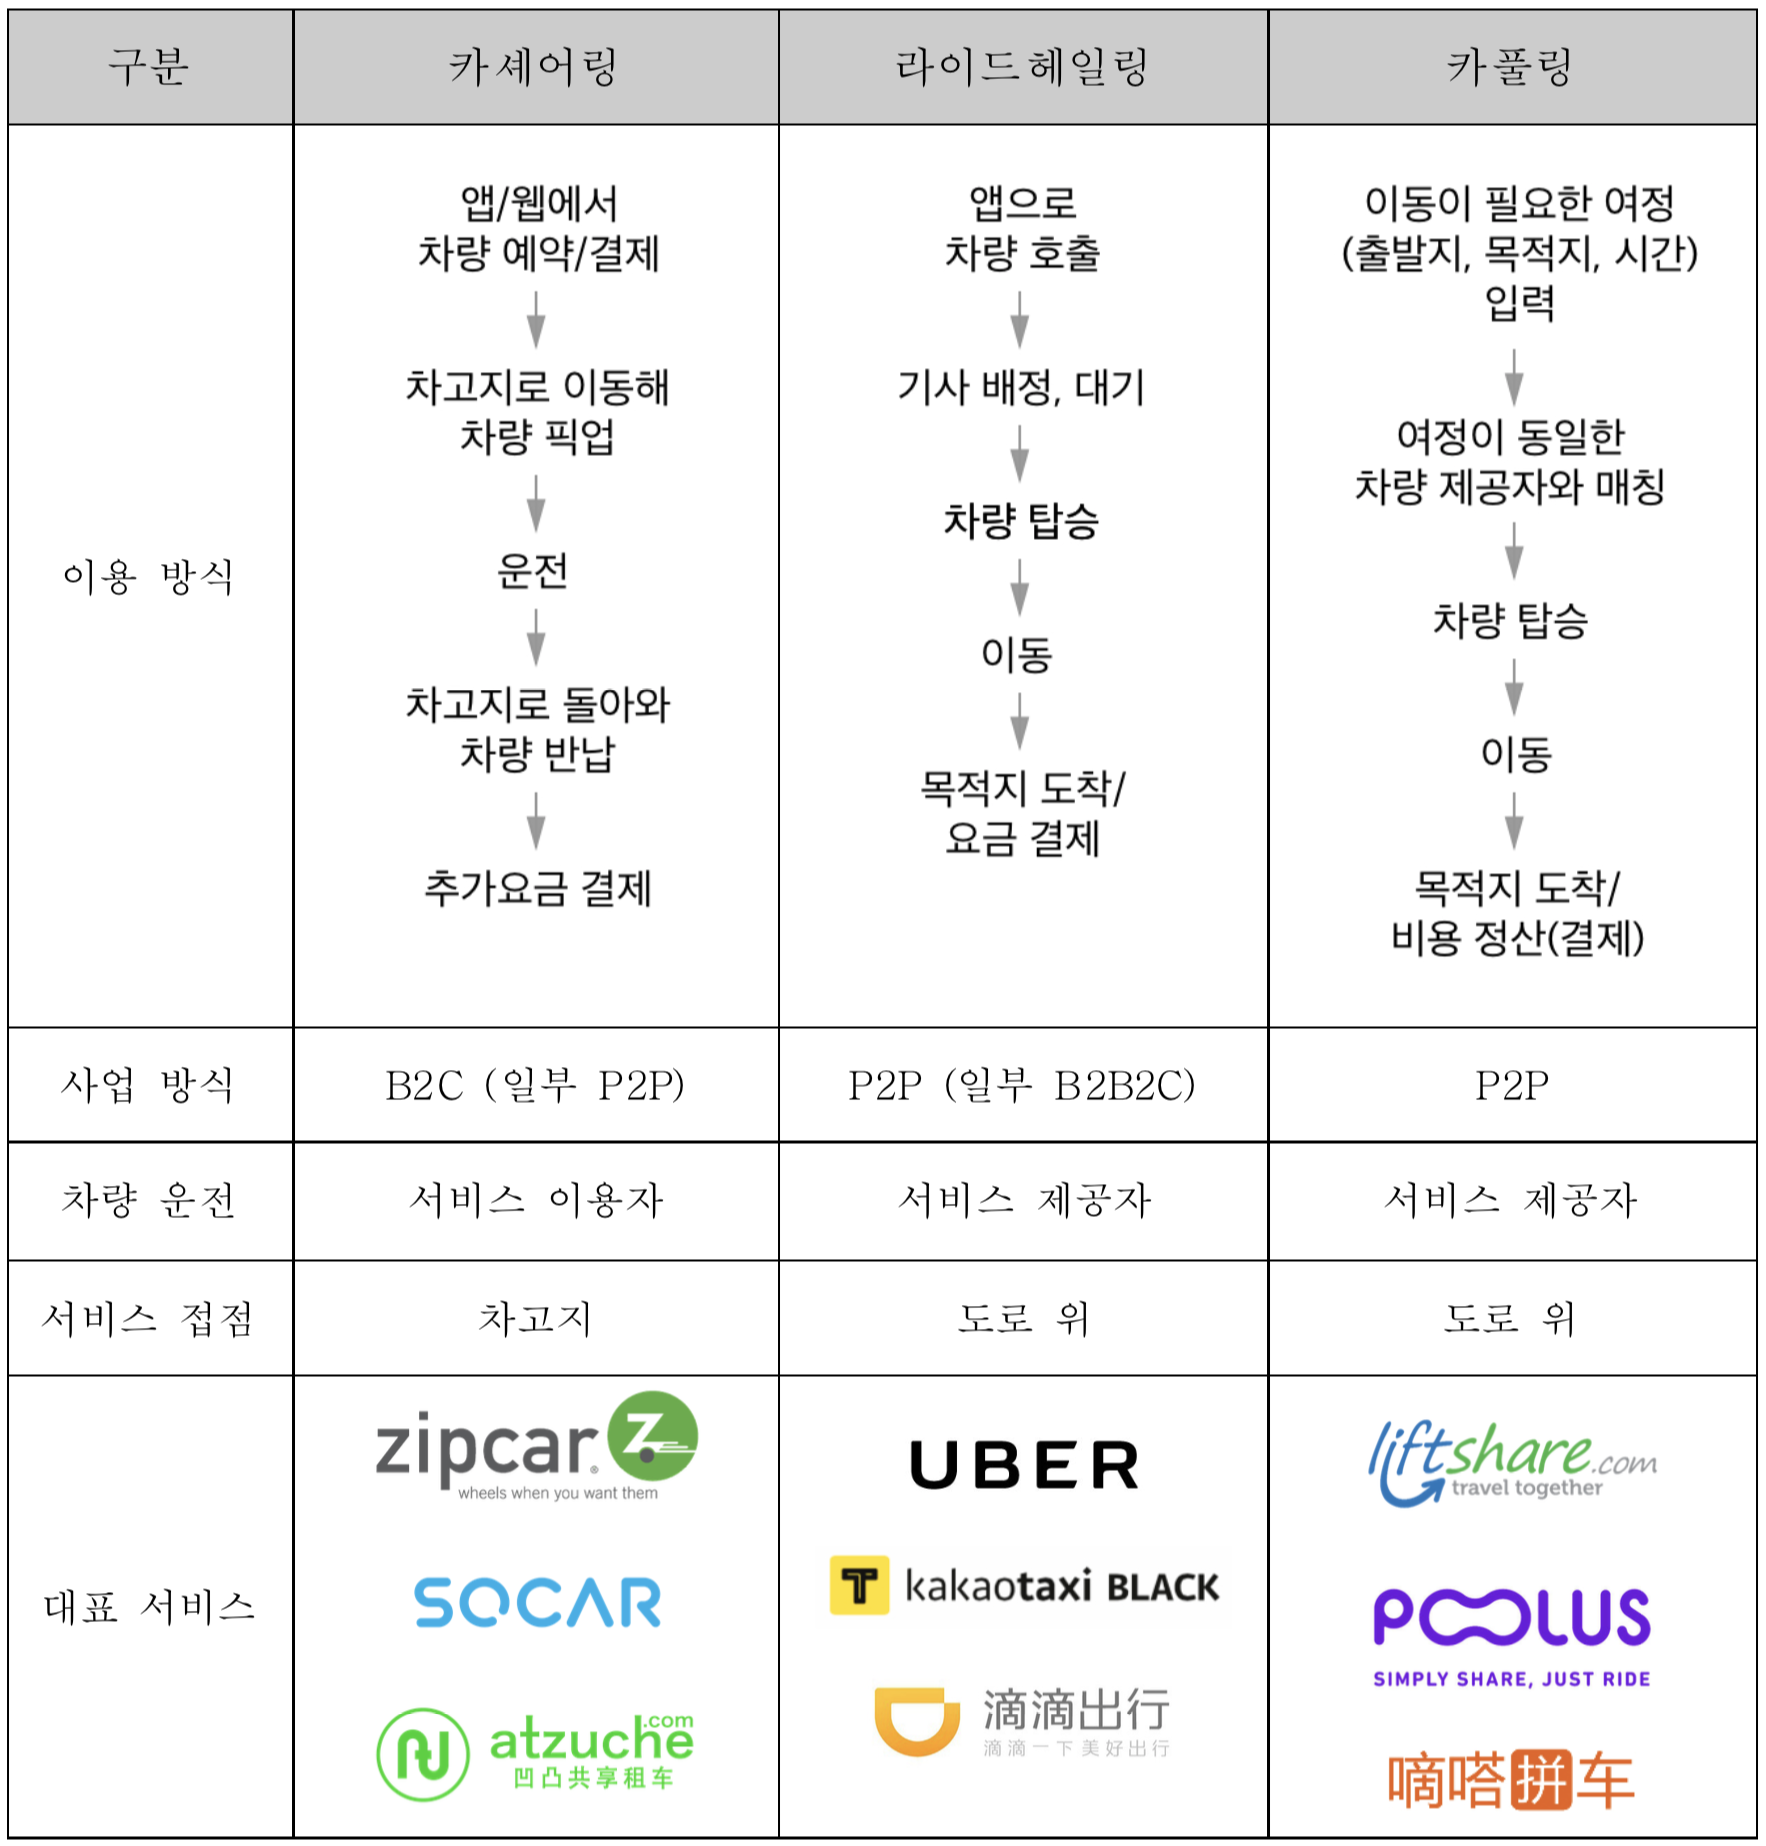 구분
카셰어링
라이드헤일링
카풀링
이용 방식
앱/웹에서
차량 예약/결제
차고지로 이동해
차량 픽업
운전
차고지로 돌아와
차량 반납
추가요금 결제
앱으로
차량 호출
기사 배정, 대기
차량 탑승
이동
목적지 도착/
요금 결제
이동이 필요한 여정
(출발지, 목적지, 시간)
입력
여정이 동일한
차량 제공자와 매칭
차량 탑승
이동
목적지 도착/
비용 정산(결제)
사업 방식
B2C (일부 P2P)
P2P (일부 B2B2C)
P2P
차량 운전
서비스 이용자
서비스 제공자
서비스 제공자
서비스 접점
차고지
도로 위
도로 위
대표 서비스
zipcar® Z
wheels when you want them
SOCAR
atzuche.com
凹凸共享租车
UBER
T kakaotaxi BLACK
滴滴出行
滴滴一下美好出行
liftshare.com
travel together
POOLUS
SIMPLY SHARE, JUST RIDE
嘀嗒拼车